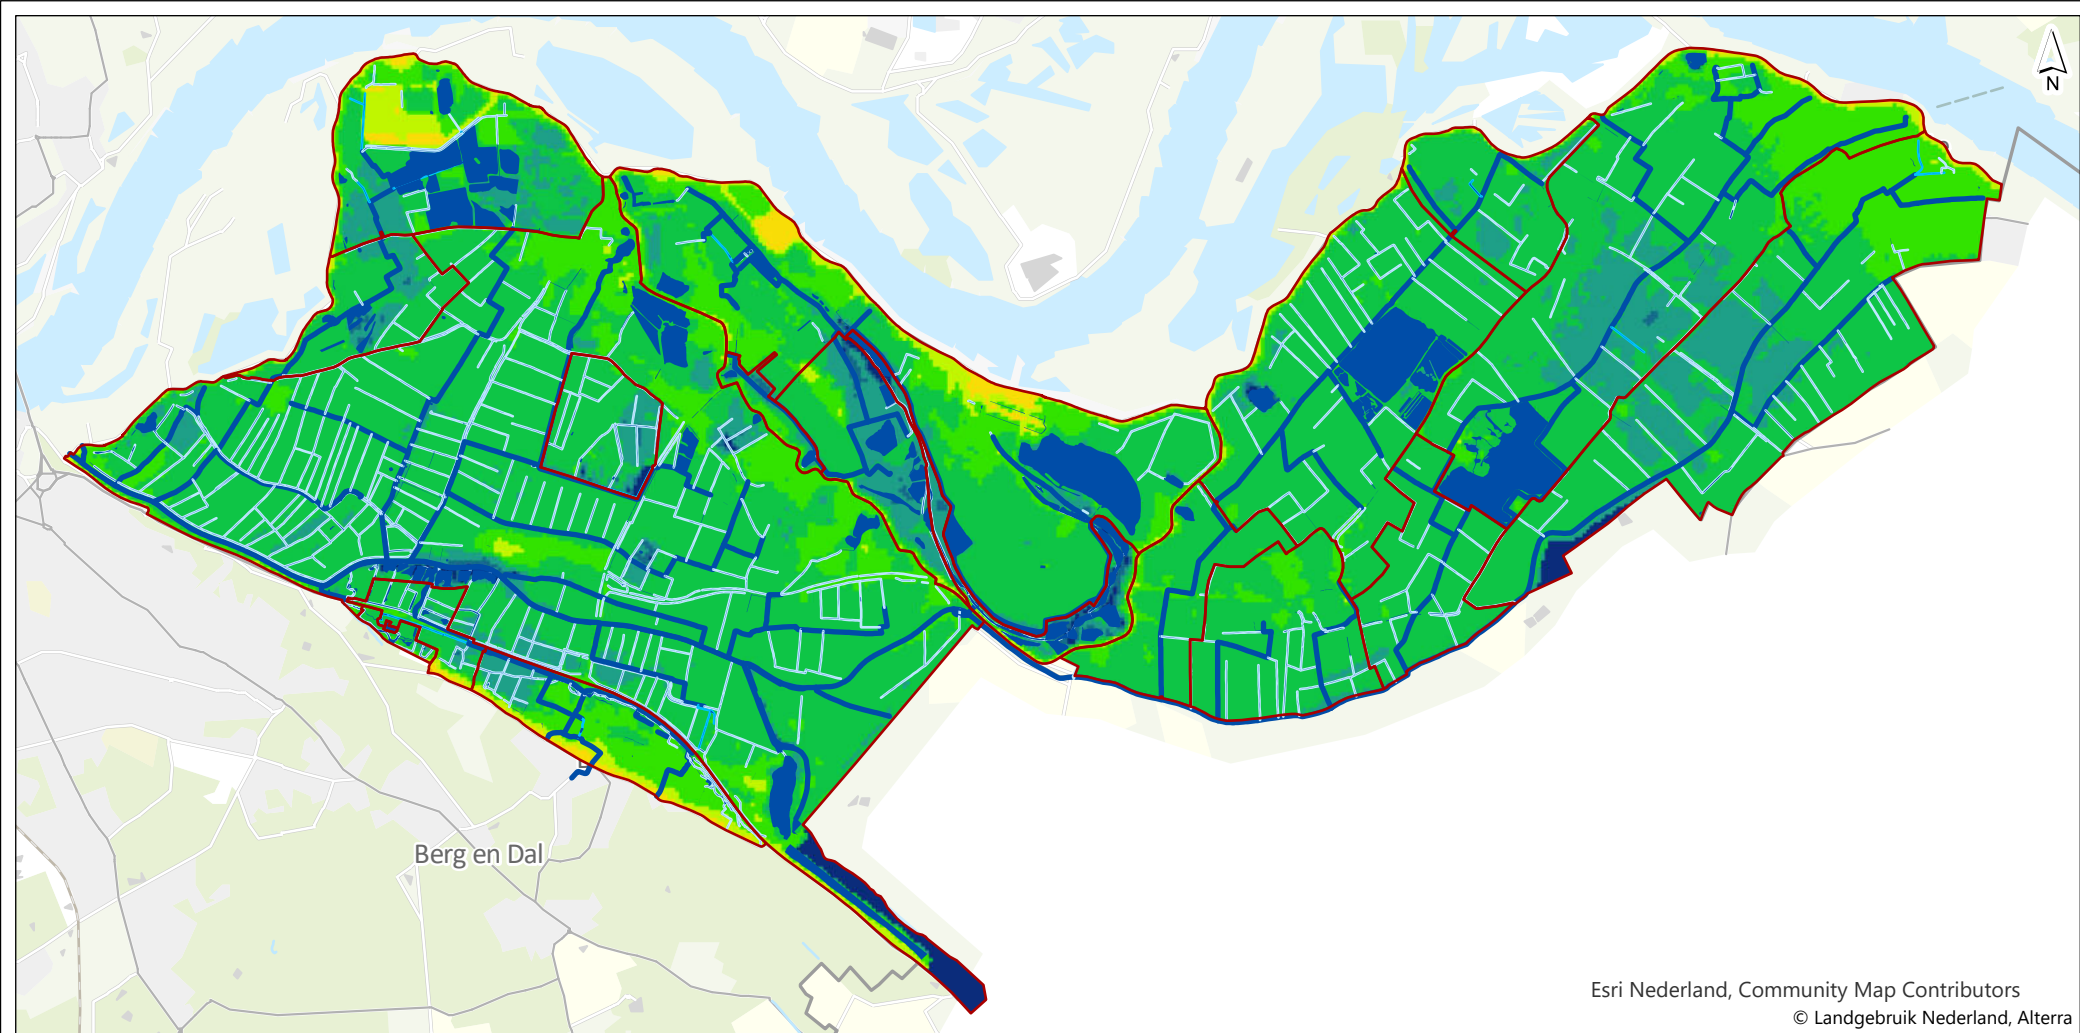 N
Berg en Dal
Esri Nederland, Community Map Contributors
© Landgebruik Nederland, Alterra